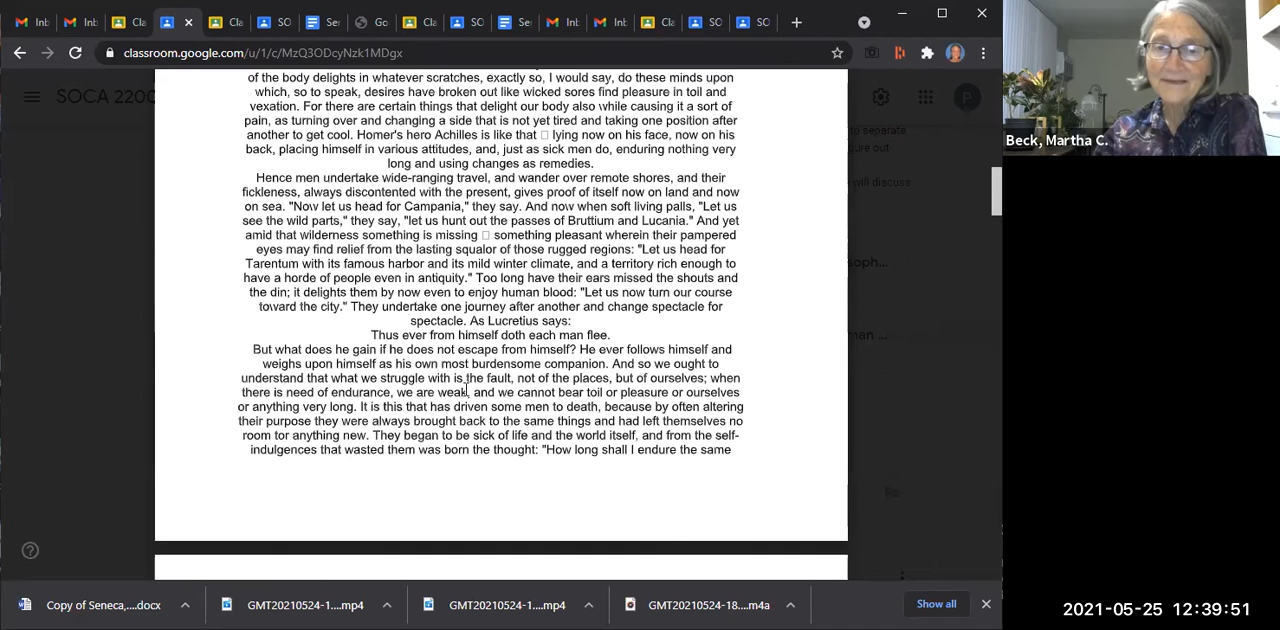 Inb
Inb
Cla
Cla
SO
Ser
Go
Cla
SO
Ser
Inb
Inb
Cla
SO
SO
classroom.google.com/u/1/c/MzQ3ODcyNzk1MDgx
SOCA 2200
P
of the body delights in whatever scratches, exactly so, I would say, do these minds upon
which, so to speak, desires have broken out like wicked sores find pleasure in toil and
vexation. For there are certain things that delight our body also while causing it a sort of
pain, as turning over and changing a side that is not yet tired and taking one position after
another to get cool. Homer's hero Achilles is like that □ lying now on his face, now on his
back, placing himself in various attitudes, and, just as sick men do, enduring nothing very
long and using changes as remedies.
Hence men undertake wide-ranging travel, and wander over remote shores, and their
fickleness, always discontented with the present, gives proof of itself now on land and now
on sea. "Now let us head for Campania," they say. And now when soft living palls, "Let us
see the wild parts," they say, "let us hunt out the passes of Bruttium and Lucania." And yet
amid that wilderness something is missing □ something pleasant wherein their pampered
eyes may find relief from the lasting squalor of those rugged regions: "Let us head for
Tarentum with its famous harbor and its mild winter climate, and a territory rich enough to
have a horde of people even in antiquity." Too long have their ears missed the shouts and
the din; it delights them by now even to enjoy human blood: "Let us now turn our course
toward the city." They undertake one journey after another and change spectacle for
spectacle. As Lucretius says:
Thus ever from himself doth each man flee.
But what does he gain if he does not escape from himself? He ever follows himself and
weighs upon himself as his own most burdensome companion. And so we ought to
understand that what we struggle with is the fault, not of the places, but of ourselves; when
there is need of endurance, we are weak, and we cannot bear toil or pleasure or ourselves
or anything very long. It is this that has driven some men to death, because by often altering
their purpose they were always brought back to the same things and had left themselves no
room tor anything new. They began to be sick of life and the world itself, and from the self-
indulgences that wasted them was born the thought: "How long shall I endure the same
to separate
ure out
will discuss
soph...
man ...
Copy of Seneca,....docx
GMT20210524-1....mp4
GMT20210524-1....mp4
GMT20210524-18....m4a
Show all
Beck, Martha C.
2021-05-25 12:39:51